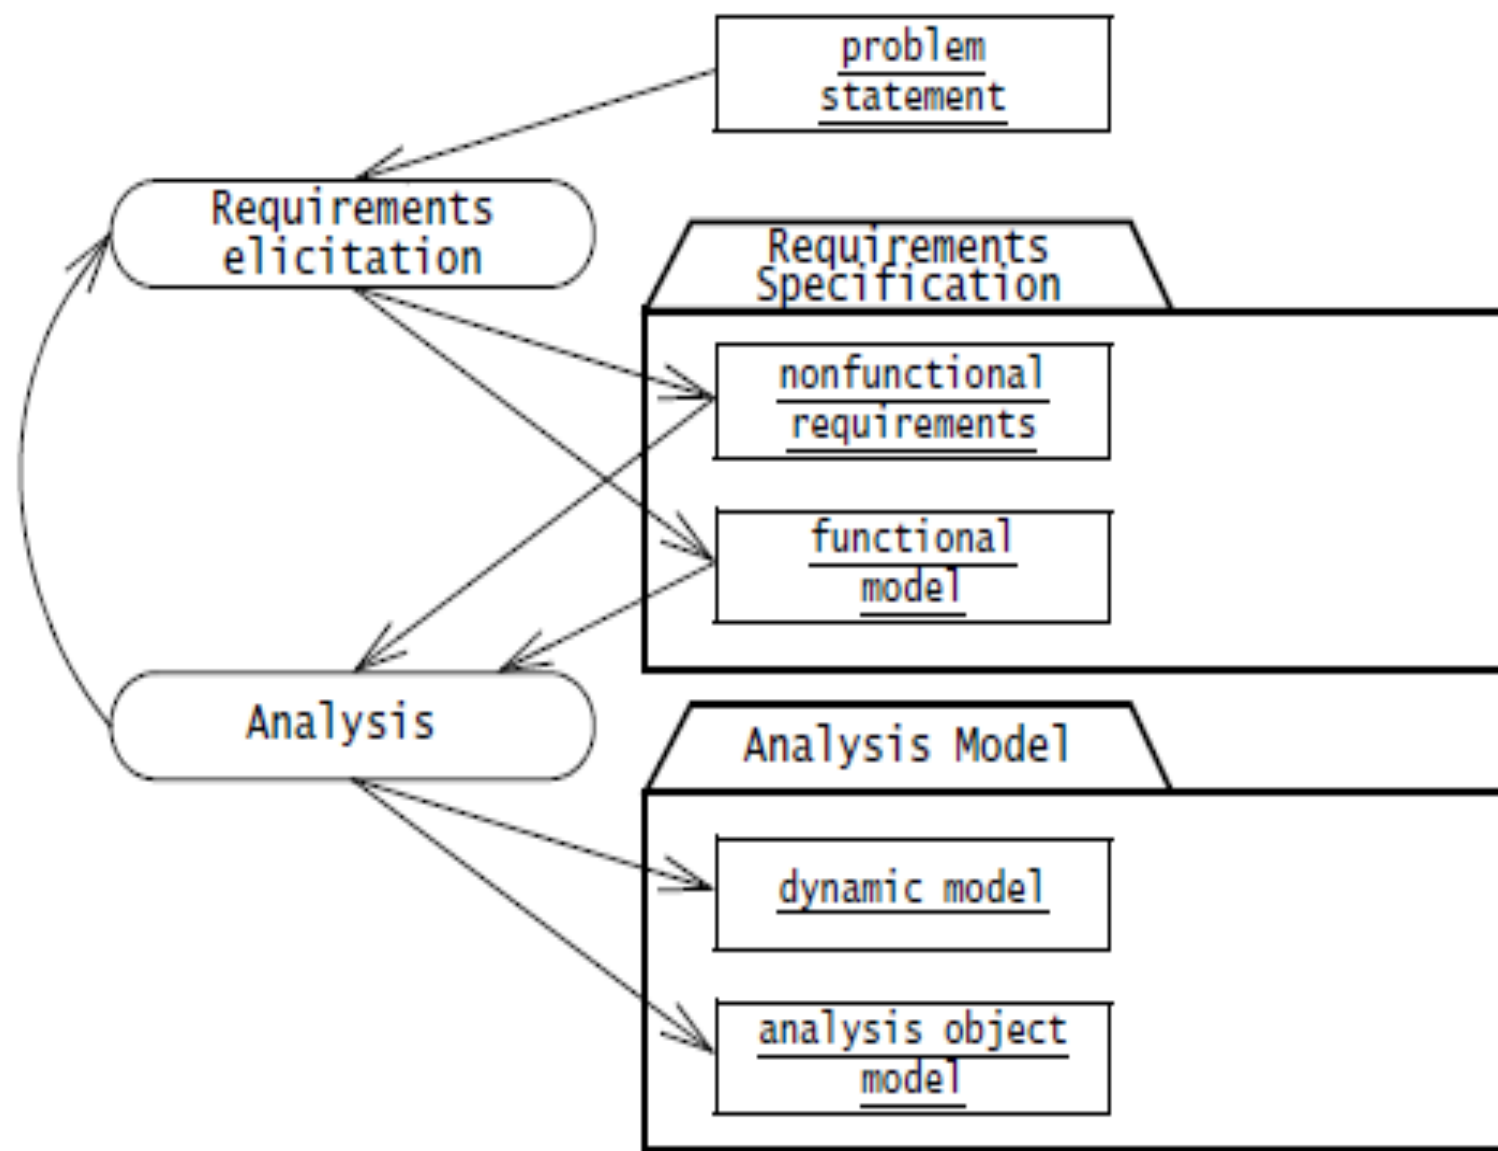 problem
statement
Requirements
elicitation
Requirements
Specification
nonfunctional
requirements
functional
model
Analysis
Analysis Model
dynamic model
analysis object
model